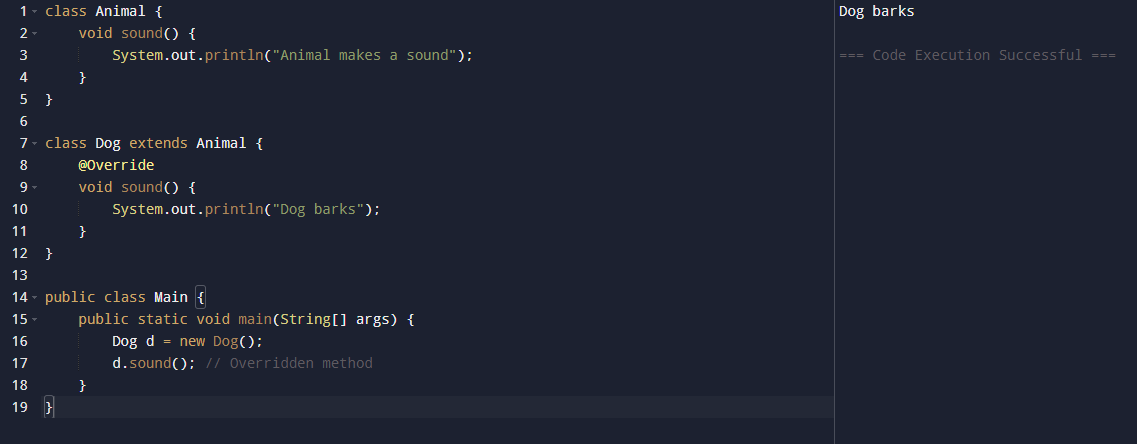 1 class Animal {
2     void sound() {
3         System.out.println("Animal makes a sound");
4     }
5 }
6
7 class Dog extends Animal {
8     @Override
9     void sound() {
10         System.out.println("Dog barks");
11     }
12 }
13
14 public class Main {
15     public static void main(String[] args) {
16         Dog d = new Dog();
17         d.sound(); // Overridden method
18     }
19 }
Dog barks
=== Code Execution Successful ===